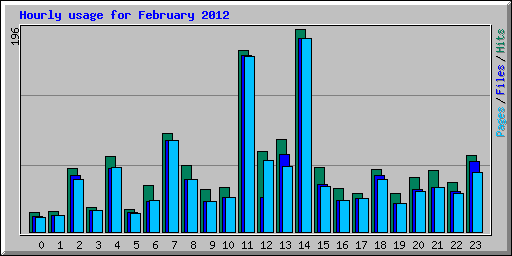 Hourly usage for February 2012
196
Pages / Files / Hits
0 1 2 3 4 5 6 7 8 9 10 11 12 13 14 15 16 17 18 19 20 21 22 23